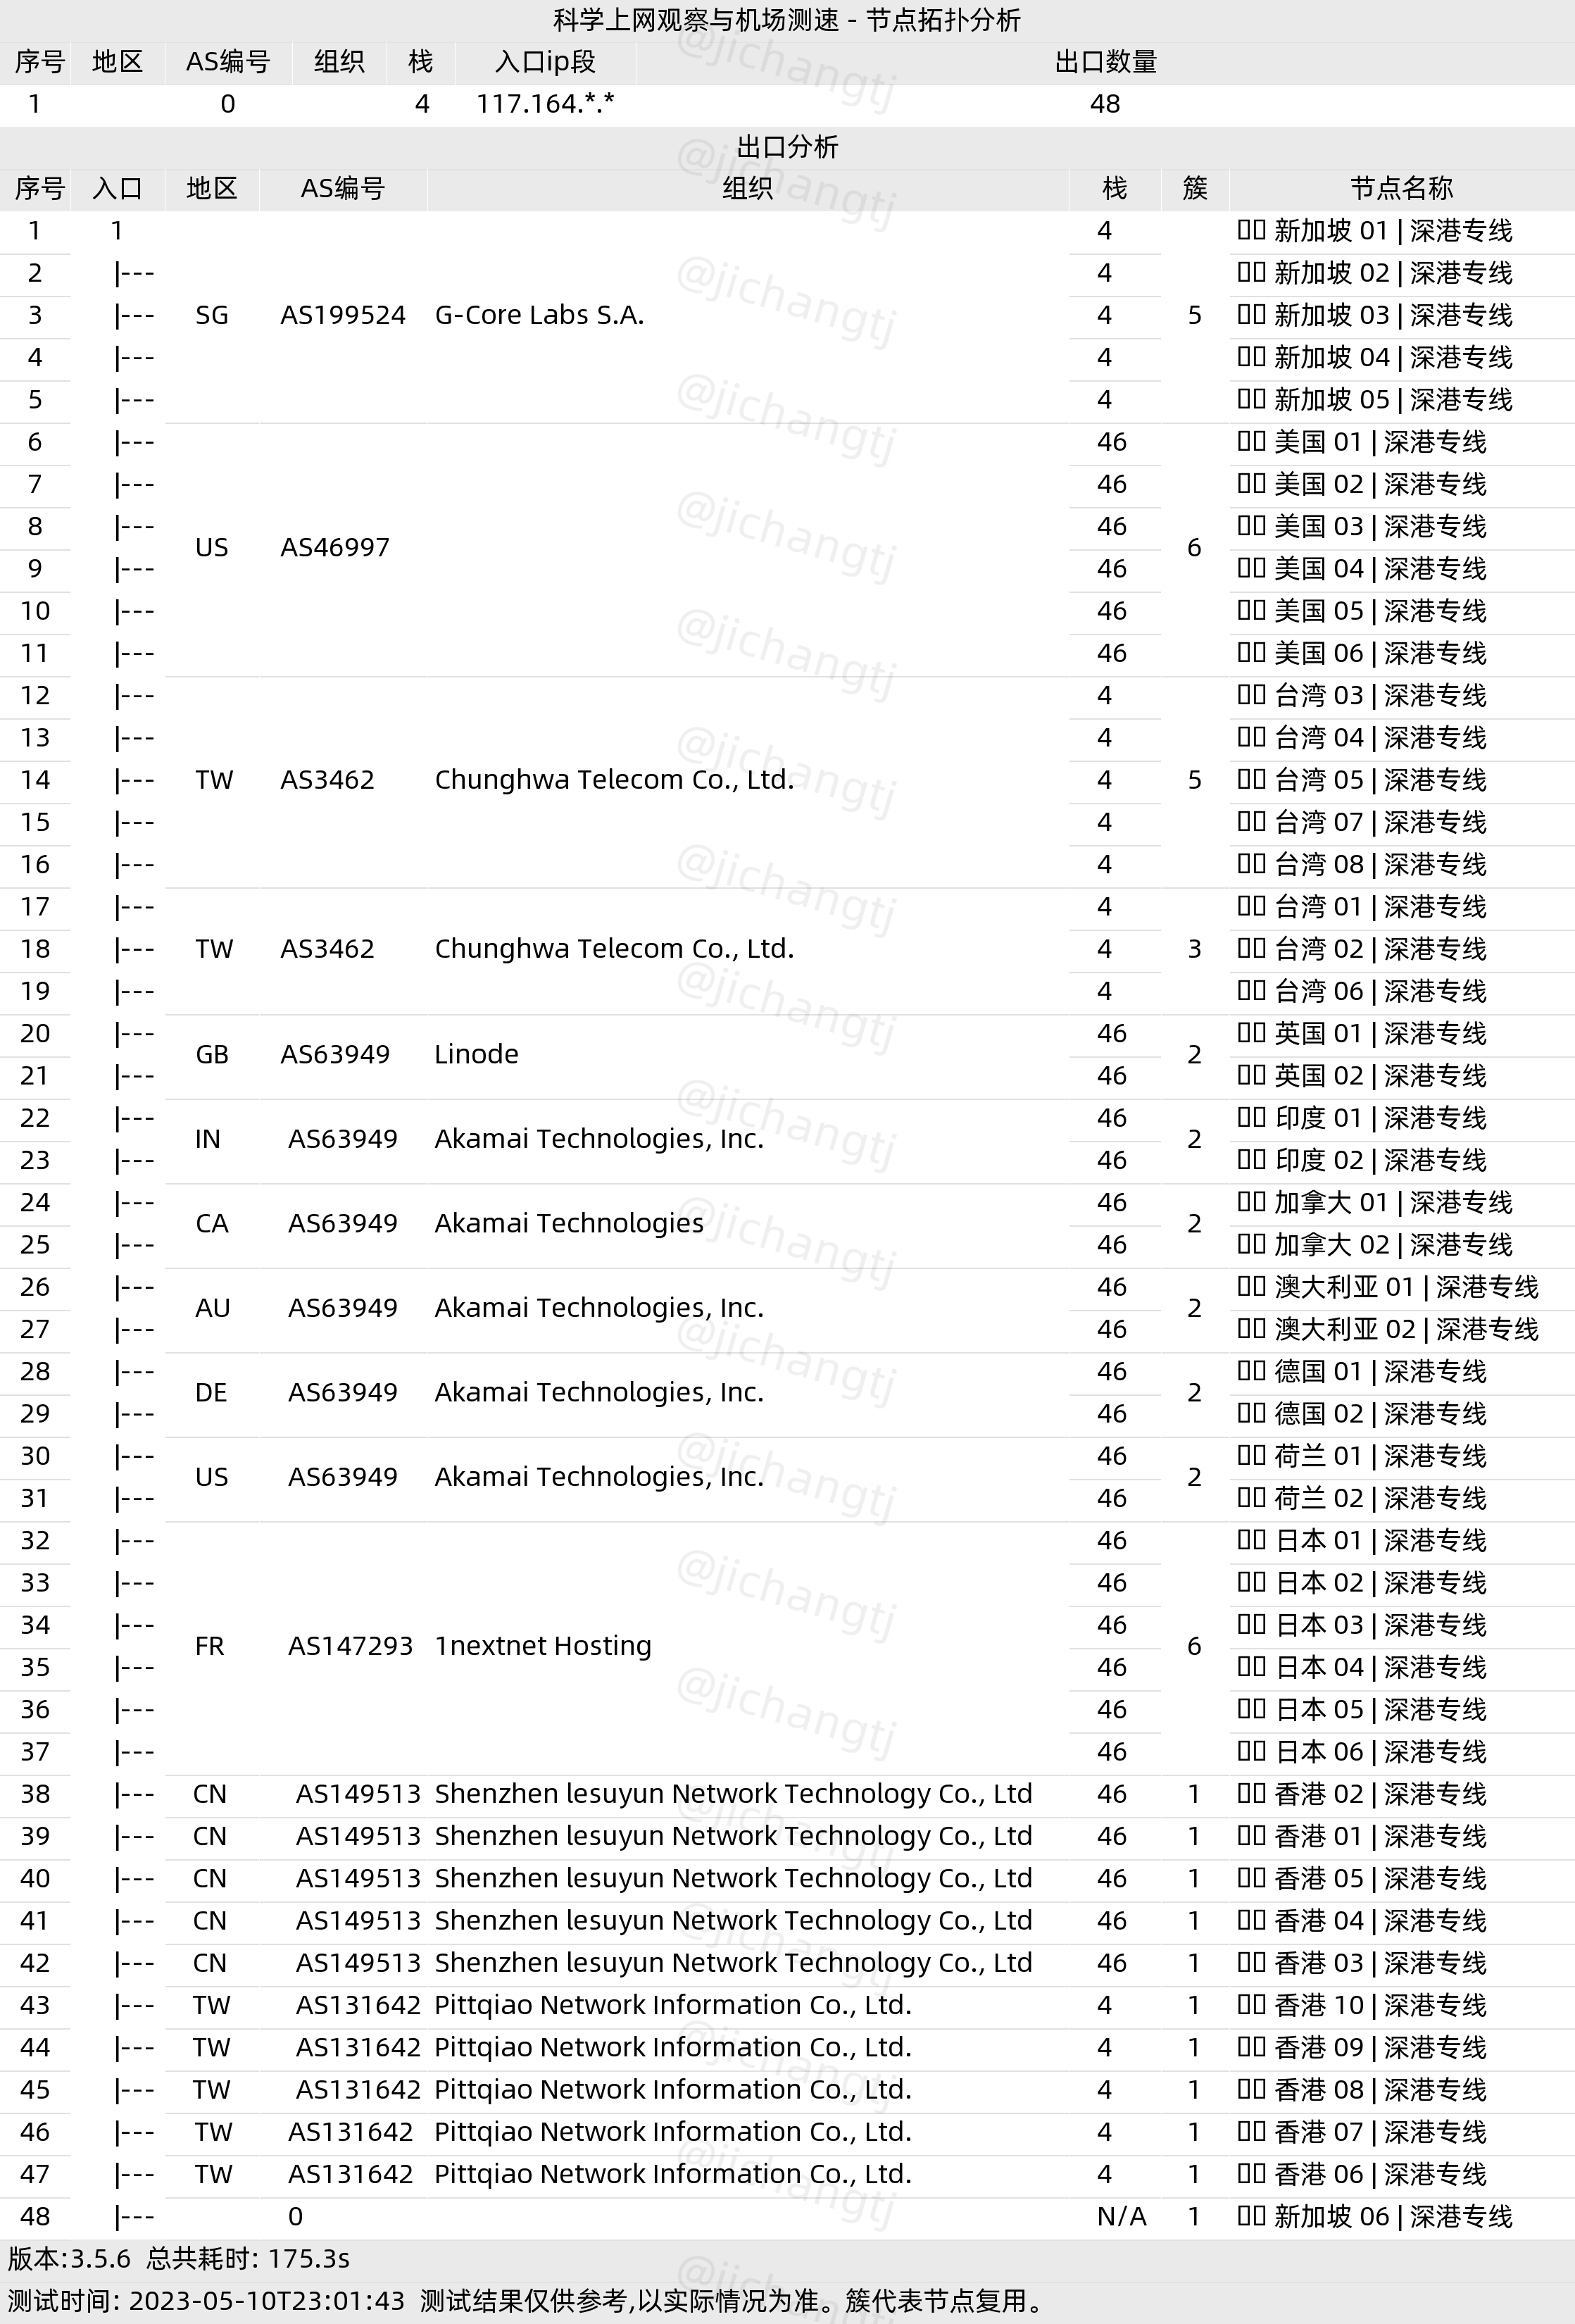 科学上网观察与机场测速 - 节点拓扑分析
序号 地区 AS编号 组织 栈 入口ip段 出口数量
1 0 4 117.164.*.* 48
出口分析
序号 入口 地区 AS编号 组织 栈 簇 节点名称
1 1 4 新加坡 01 | 深港专线
2 |--- 4 新加坡 02 | 深港专线
3 |--- SG AS199524 G-Core Labs S.A. 4 5 新加坡 03 | 深港专线
4 |--- 4 新加坡 04 | 深港专线
5 |--- 4 新加坡 05 | 深港专线
6 |--- 46 美国 01 | 深港专线
7 |--- 46 美国 02 | 深港专线
8 |--- 46 美国 03 | 深港专线
US AS46997 6
9 |--- 46 美国 04 | 深港专线
10 |--- 46 美国 05 | 深港专线
11 |--- 46 美国 06 | 深港专线
12 |--- 4 台湾 03 | 深港专线
13 |--- 4 台湾 04 | 深港专线
14 |--- TW AS3462 Chunghwa Telecom Co., Ltd. 4 5 台湾 05 | 深港专线
15 |--- 4 台湾 07 | 深港专线
16 |--- 4 台湾 08 | 深港专线
17 |--- 4 台湾 01 | 深港专线
18 |--- TW AS3462 Chunghwa Telecom Co., Ltd. 4 3 台湾 02 | 深港专线
19 |--- 4 台湾 06 | 深港专线
20 |--- 46 英国 01 | 深港专线
GB AS63949 Linode 2
21 |--- 46 英国 02 | 深港专线
22 |--- 46 印度 01 | 深港专线
IN AS63949 Akamai Technologies, Inc. 2
23 |--- 46 印度 02 | 深港专线
24 |--- 46 加拿大 01 | 深港专线
CA AS63949 Akamai Technologies 2
25 |--- 46 加拿大 02 | 深港专线
26 |--- 46 澳大利亚 01 | 深港专线
AU AS63949 Akamai Technologies, Inc. 2
27 |--- 46 澳大利亚 02 | 深港专线
28 |--- 46 德国 01 | 深港专线
DE AS63949 Akamai Technologies, Inc. 2
29 |--- 46 德国 02 | 深港专线
30 |--- 46 荷兰 01 | 深港专线
US AS63949 Akamai Technologies, Inc. 2
31 |--- 46 荷兰 02 | 深港专线
32 |--- 46 日本 01 | 深港专线
33 |--- 46 日本 02 | 深港专线
34 |--- 46 日本 03 | 深港专线
FR AS147293 1nextnet Hosting 6
35 |--- 46 日本 04 | 深港专线
36 |--- 46 日本 05 | 深港专线
37 |--- 46 日本 06 | 深港专线
38 |--- CN AS149513 Shenzhen lesuyun Network Technology Co., Ltd 46 1 香港 02 | 深港专线
39 |--- CN AS149513 Shenzhen lesuyun Network Technology Co., Ltd 46 1 香港 01 | 深港专线
40 |--- CN AS149513 Shenzhen lesuyun Network Technology Co., Ltd 46 1 香港 05 | 深港专线
41 |--- CN AS149513 Shenzhen lesuyun Network Technology Co., Ltd 46 1 香港 04 | 深港专线
42 |--- CN AS149513 Shenzhen lesuyun Network Technology Co., Ltd 46 1 香港 03 | 深港专线
43 |--- TW AS131642 Pittqiao Network Information Co., Ltd. 4 1 香港 10 | 深港专线
44 |--- TW AS131642 Pittqiao Network Information Co., Ltd. 4 1 香港 09 | 深港专线
45 |--- TW AS131642 Pittqiao Network Information Co., Ltd. 4 1 香港 08 | 深港专线
46 |--- TW AS131642 Pittqiao Network Information Co., Ltd. 4 1 香港 07 | 深港专线
47 |--- TW AS131642 Pittqiao Network Information Co., Ltd. 4 1 香港 06 | 深港专线
48 |--- 0 N/A 1 新加坡 06 | 深港专线
版本:3.5.6 总共耗时: 175.3s
测试时间: 2023-05-10T23:01:43 测试结果仅供参考,以实际情况为准。簇代表节点复用。
@jichangtj